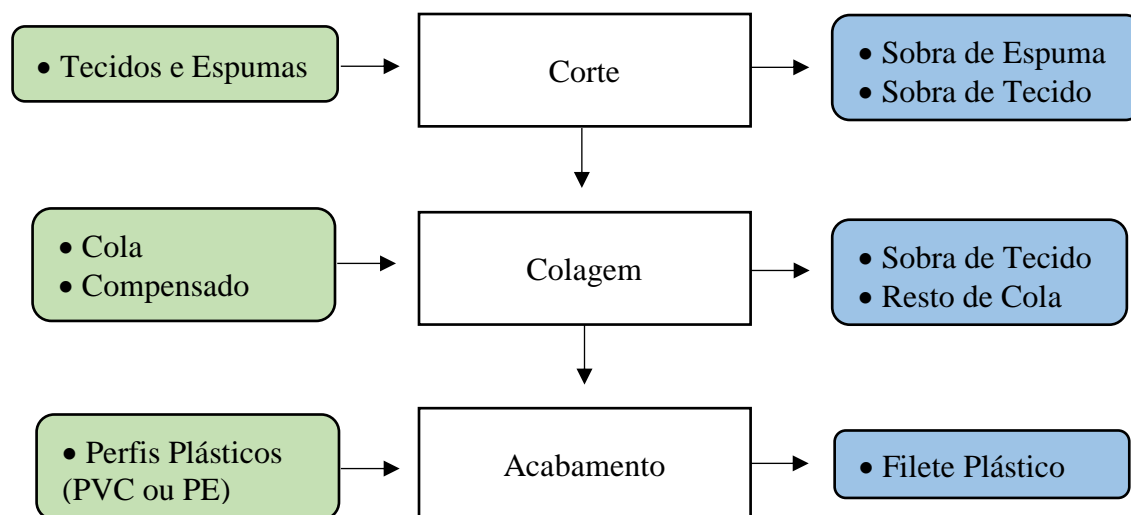 • Tecidos e Espumas
Corte
• Sobra de Espuma
• Sobra de Tecido
• Cola
• Compensado
Colagem
• Sobra de Tecido
• Resto de Cola
• Perfis Plásticos
(PVC ou PE)
Acabamento
• Filete Plástico